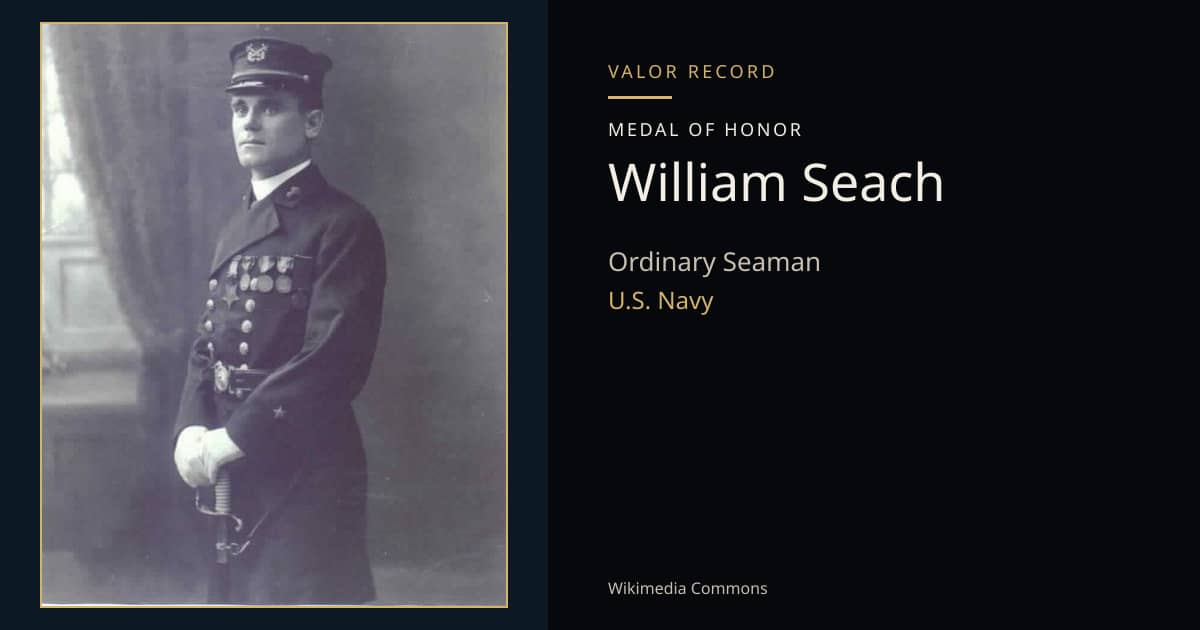 VALOR RECORD
MEDAL OF HONOR
William Seach
Ordinary Seaman
U.S. Navy
Wikimedia Commons